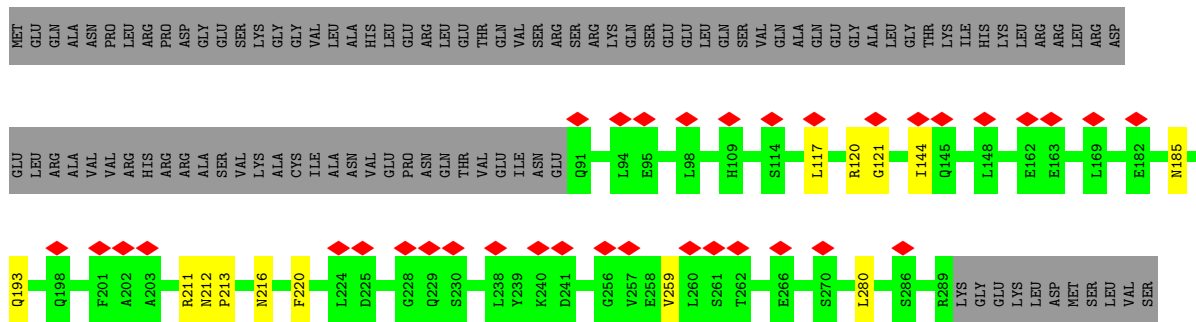 MET GLU GLN ALA ASN PRO LEU ARG PRO ASP GLY GLU SER LYS GLY GLY VAL LEU ALA HIS LEU GLU ARG LEU GLU THR GLN VAL SER ARG SER ARG LYS GLN SER GLU GLU LEU GLN SER VAL GLN ALA GLN GLU GLY ALA LEU GLY THR LYS ILE HIS LYS LEU ARG ARG LEU ARG ASP
GLU LEU ARG ALA VAL VAL ARG HIS ARG ARG ALA SER VAL LYS ALA CYS ILE ALA ASN VAL GLU PRO ASN GLN THR VAL GLU ILE ASN GLU Q91 L94 E95 L98 H109 S114 L117 R120 G121 I144 Q145 L148 E162 E163 L169 E182 N185
Q193 Q198 F201 A202 A203 R211 N212 P213 N216 F220 L224 D225 G228 Q229 S230 L238 Y239 K240 D241 G256 V257 E258 V259 L260 S261 T262 E266 S270 L280 S286 R289 LYS GLY GLU LYS LEU ASP MET SER LEU VAL SER